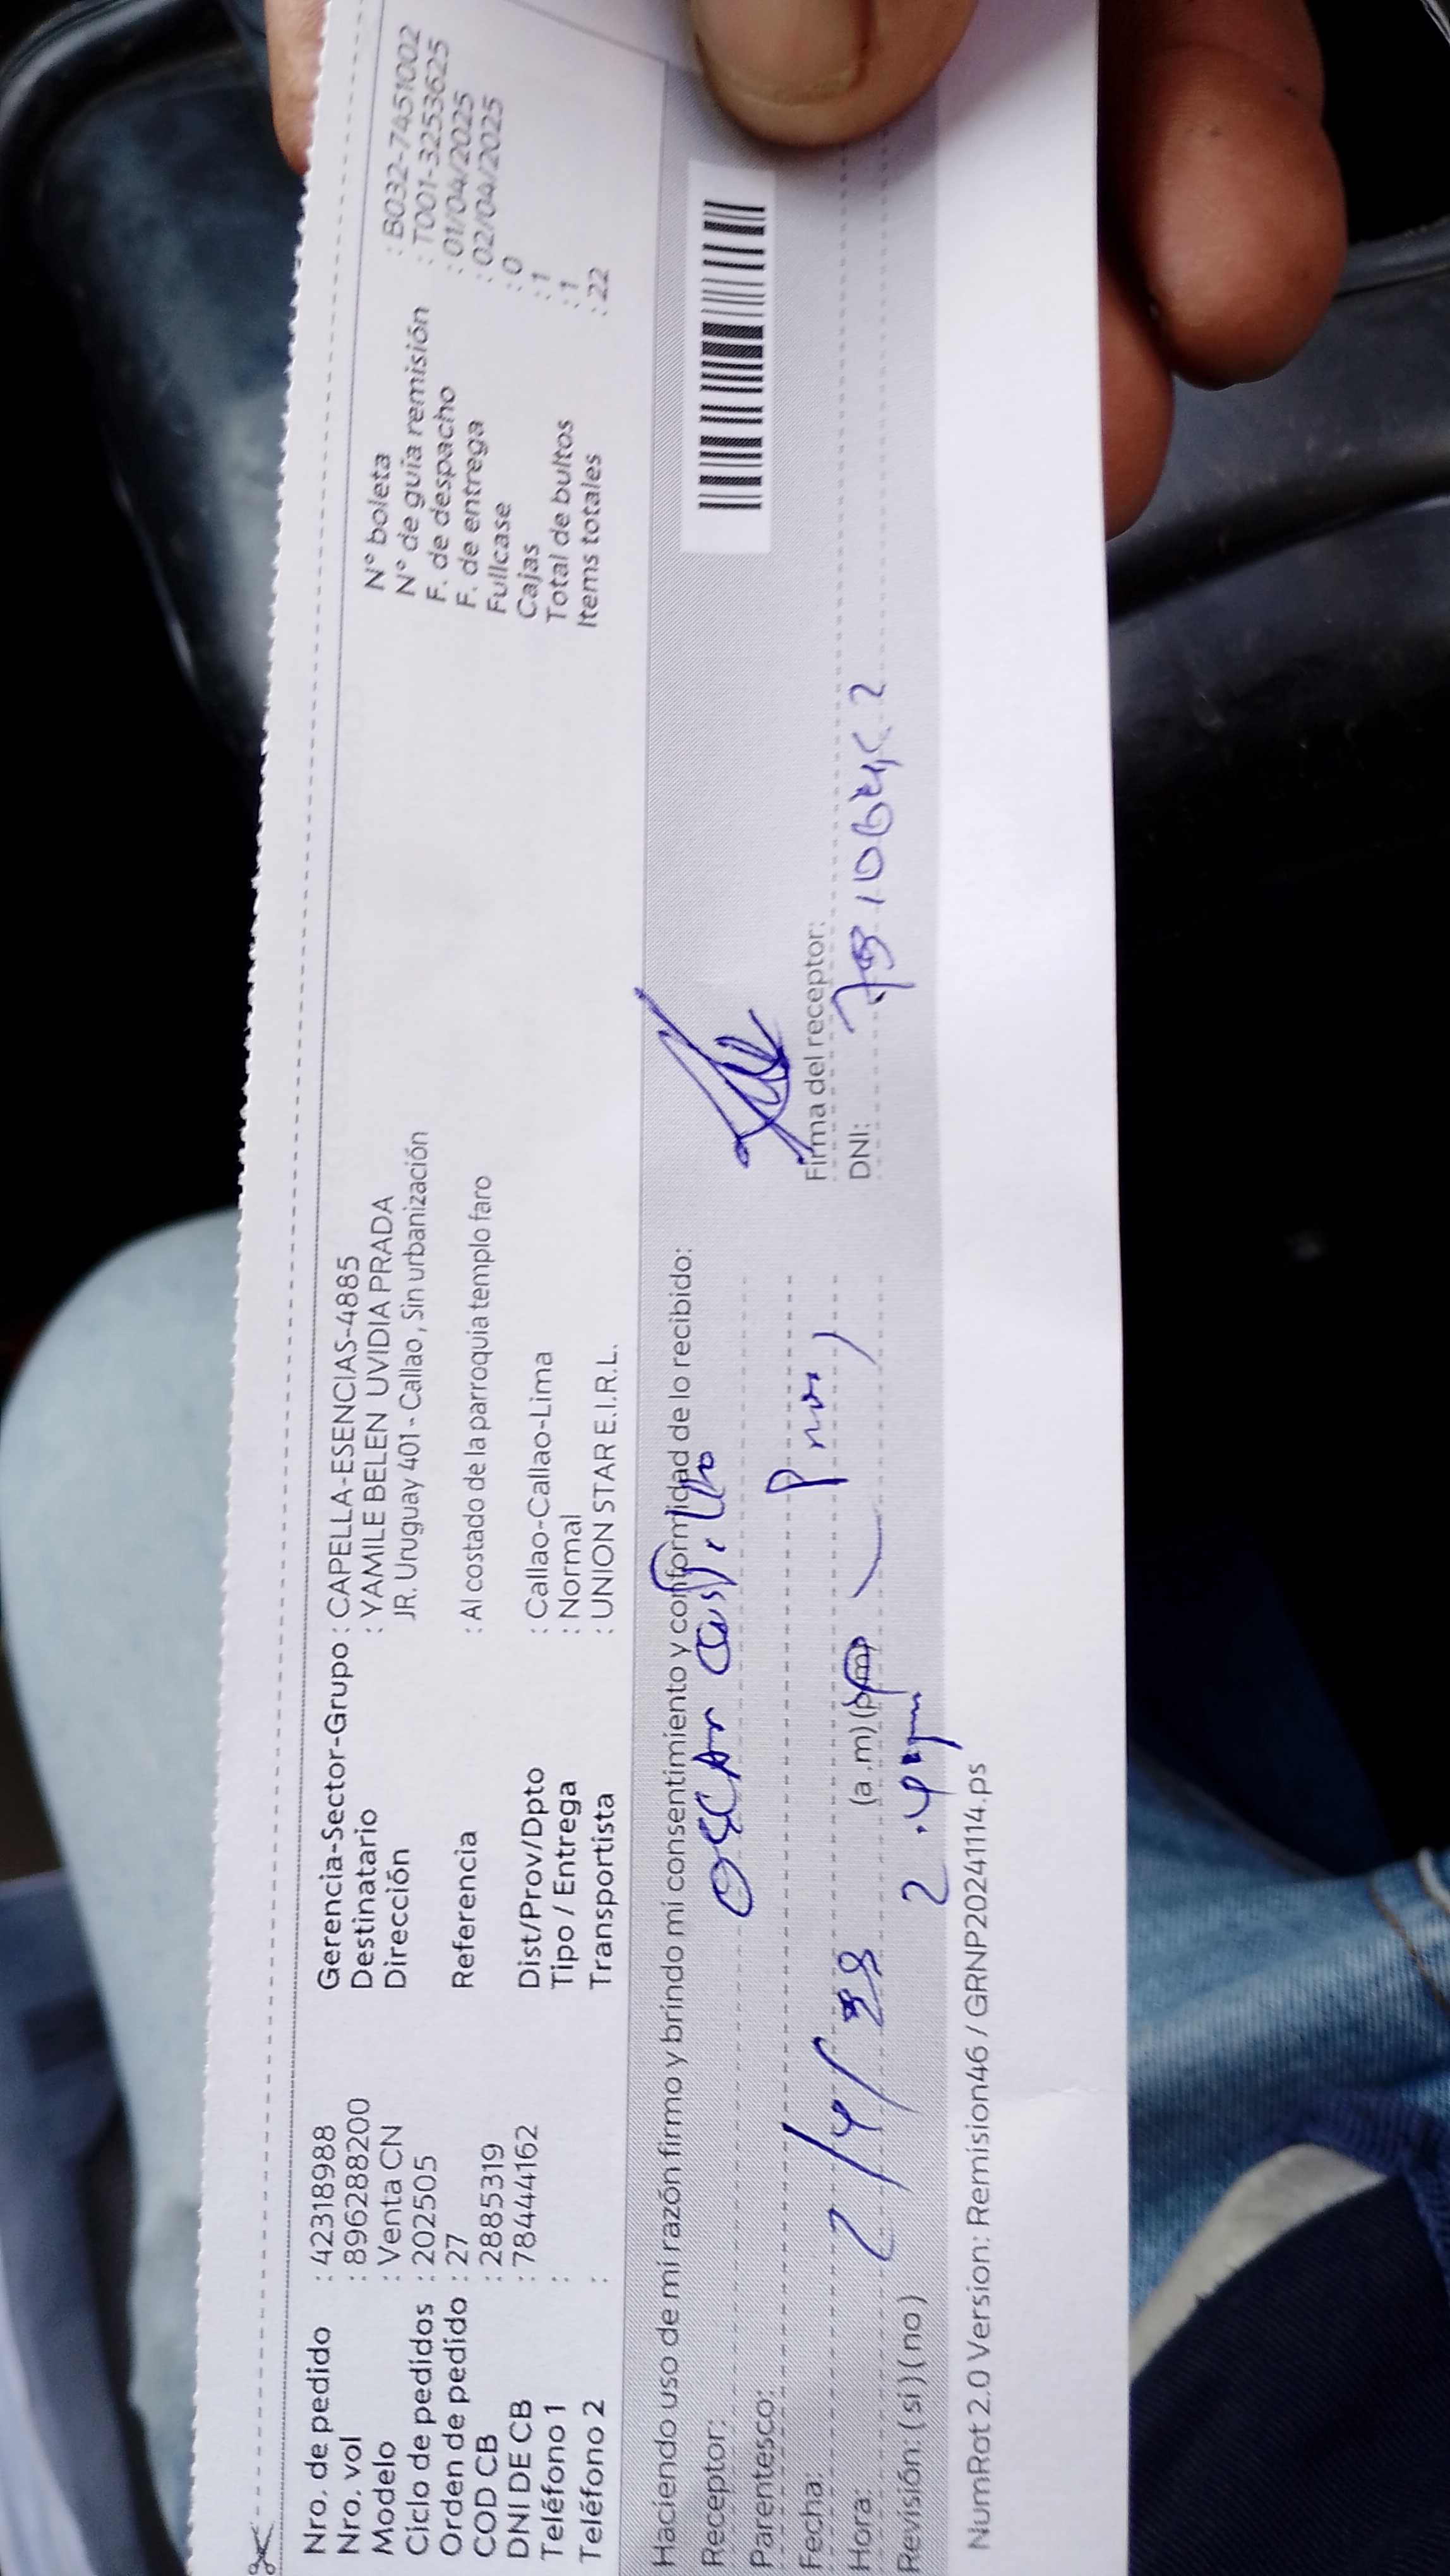 Nro. de pedido : 42318988
Nro. vol : 896288200
Modelo : Venta CN
Ciclo de pedidos : 202505
Orden de pedido : 27
COD CB : 2885319
DNI DE CB : 78444162
Teléfono 1 :
Teléfono 2 :
Gerencia-Sector-Grupo : CAPELLA-ESENCIAS-4885
Destinatario : YAMILE BELEN UVIDIA PRADA
Dirección JR. Uruguay 401 - Callao , Sin urbanización
Referencia : Al costado de la parroquia templo faro
Dist/Prov/Dpto : Callao-Callao-Lima
Tipo / Entrega : Normal
Transportista : UNION STAR E.I.R.L.
N° boleta : B032-7451002
N° de guía remisión : T001-3253625
F. de despacho : 01/04/2025
F. de entrega : 02/04/2025
Fullcase : 0
Cajas : 1
Total de bultos : 1
Items totales : 22
Haciendo uso de mi razón firmo y brindo mi consentimiento y conformidad de lo recibido:
Receptor: OSCAR Castillo
Parentesco:
Fecha: 2/4/
Hora: (a.m)(pm)
Revisión: (si)(no)
Firma del receptor:
DNI:
NumRot 2.0 Version: Remision46 / GRNP20241114.ps